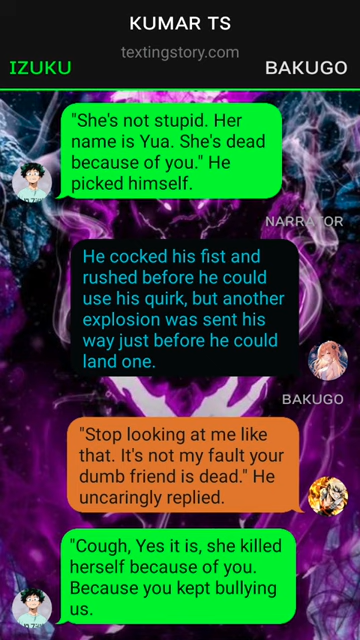 KUMAR TS
textingstory.com
IZUKU
BAKUGO
"She's not stupid. Her
name is Yua. She's dead
because of you." He
picked himself.
NARRATOR
He cocked his fist and
rushed before he could
use his quirk, but another
explosion was sent his
way just before he could
land one.
BAKUGO
"Stop looking at me like
that. It's not my fault your
dumb friend is dead." He
uncaringly replied.
"Cough, Yes it is, she killed
herself because of you.
Because you kept bullying
us.